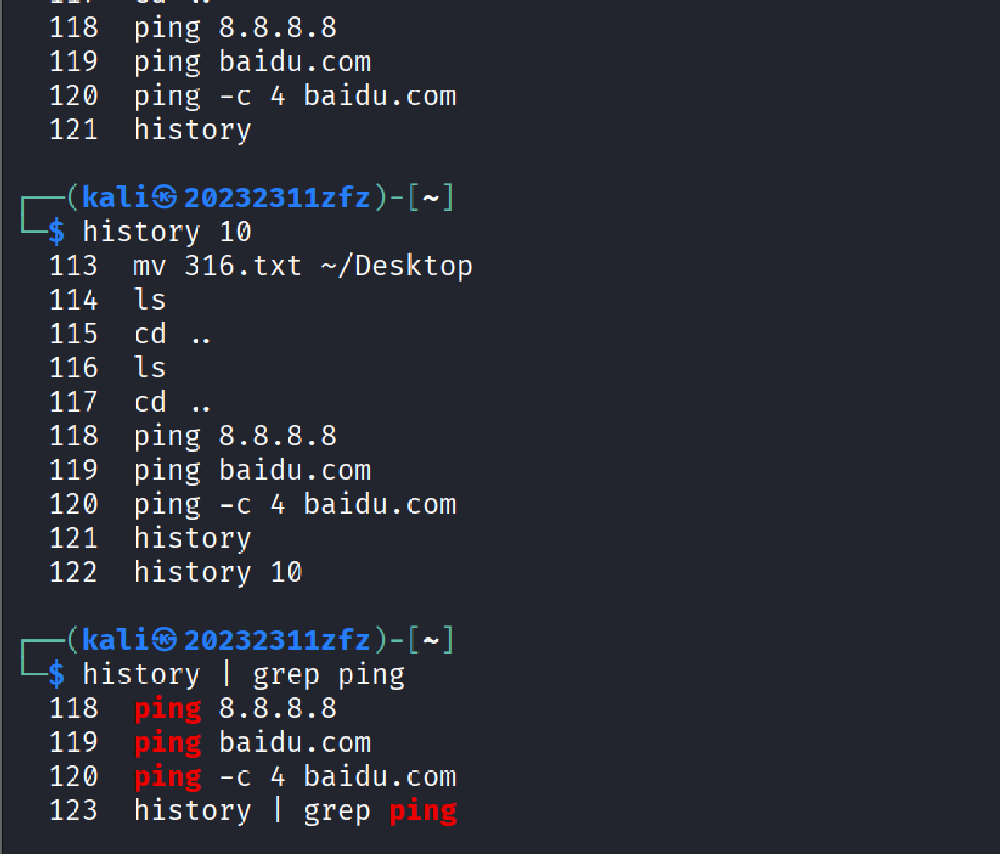 118  ping 8.8.8.8
119  ping baidu.com
120  ping -c 4 baidu.com
121  history
┌──(kali㉿20232311zfz)-[~]
└─$ history 10
113  mv 316.txt ~/Desktop
114  ls
115  cd ..
116  ls
117  cd ..
118  ping 8.8.8.8
119  ping baidu.com
120  ping -c 4 baidu.com
121  history
122  history 10
┌──(kali㉿20232311zfz)-[~]
└─$ history | grep ping
118  ping 8.8.8.8
119  ping baidu.com
120  ping -c 4 baidu.com
123  history | grep ping